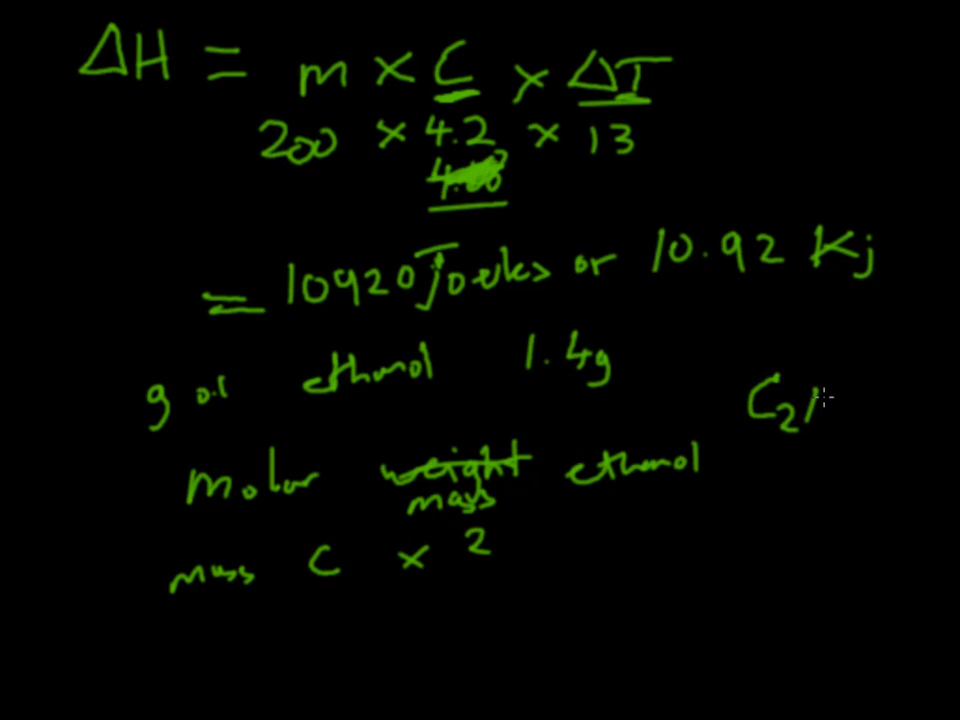 ΔH = m × C × ΔT
200 × 4.2 × 13
= 10920 Joules or 10.92 Kj
g ethanol 1.4g
C2
molar weight ethanol
mass
mass C × 2